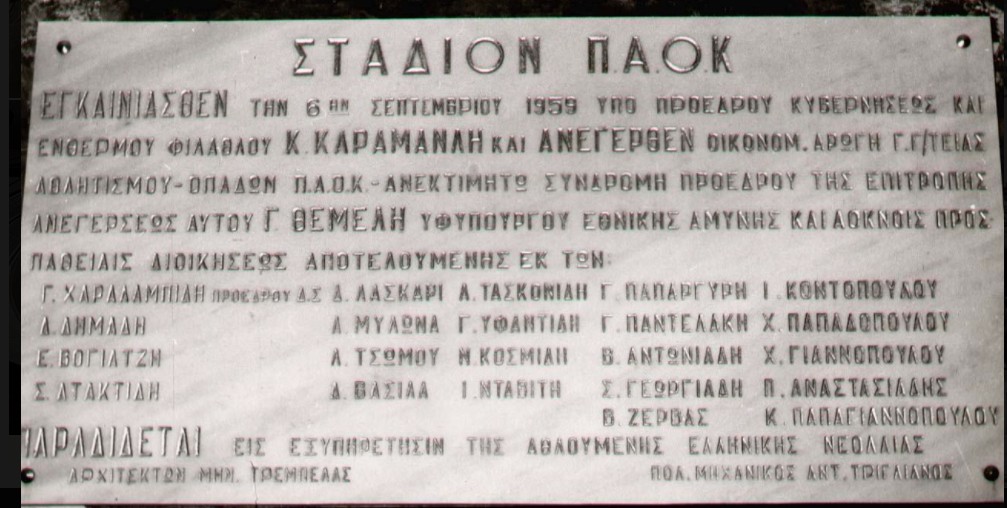 ΣΤΑΔΙΟΝ Π.Α.Ο.Κ
ΕΓΚΑΙΝΙΑΣΘΕΝ ΤΗΝ 6ΗΝ ΣΕΠΤΕΜΒΡΙΟΥ 1959 ΥΠΟ ΠΡΟΕΔΡΟΥ ΚΥΒΕΡΝΗΣΕΩΣ ΚΑΙ
ΕΝΘΕΡΜΟΥ ΦΙΛΑΘΛΟΥ Κ. ΚΑΡΑΜΑΝΛΗ ΚΑΙ ΑΝΕΓΕΡΘΕΝ ΟΙΚΟΝΟΜ. ΑΡΩΓΗ Γ.Γ/ΤΕΙΑΣ
ΑΘΛΗΤΙΣΜΟΥ-ΟΠΑΔΩΝ Π.Α.Ο.Κ.-ΑΝΕΚΤΙΜΗΤΩ ΣΥΝΔΡΟΜΗ ΠΡΟΕΔΡΟΥ ΤΗΣ ΕΠΙΤΡΟΠΗΣ
ΑΝΕΓΕΡΣΕΩΣ ΑΥΤΟΥ Γ. ΘΕΜΕΛΗ ΥΦΥΠΟΥΡΓΟΥ ΕΘΝΙΚΗΣ ΑΜΥΝΗΣ ΚΑΙ ΑΟΚΝΟΙΣ ΠΡΟΣ-
ΠΑΘΕΙΑΙΣ ΔΙΟΙΚΗΣΕΩΣ ΑΠΟΤΕΛΟΥΜΕΝΗΣ ΕΚ ΤΩΝ:
Γ. ΧΑΡΑΛΑΜΠΙΔΗ ΠΡΟΕΔΡΟΥ Δ.Σ Δ. ΛΑΣΚΑΡΙ Λ. ΤΑΣΚΟΝΙΔΗ Γ. ΠΑΠΑΡΓΥΡΗ Ι. ΚΟΝΤΟΠΟΥΛΟΥ
Δ. ΔΗΜΑΔΗ Λ. ΜΥΛΩΝΑ Γ. ΥΦΑΝΤΙΔΗ Γ. ΠΑΝΤΕΛΑΚΗ Χ. ΠΑΠΑΔΟΠΟΥΛΟΥ
Ε. ΒΟΓΙΑΤΖΗ Λ. ΤΣΩΜΟΥ Μ. ΚΟΣΜΙΔΗ Β. ΑΝΤΩΝΙΑΔΗ Χ. ΓΙΑΝΝΟΠΟΥΛΟΥ
Σ. ΑΤΑΚΤΙΔΗ Δ. ΒΑΣΙΛΑ Ι. ΝΤΑΒΙΤΗ Σ. ΓΕΩΡΓΙΑΔΗ Π. ΑΝΑΣΤΑΣΙΑΔΗΣ
Β. ΖΕΡΒΑΣ Κ. ΠΑΠΑΓΙΑΝΝΟΠΟΥΛΟΥ
ΠΑΡΑΔΙΔΕΤΑΙ ΕΙΣ ΕΞΥΠΗΡΕΤΗΣΙΝ ΤΗΣ ΑΘΛΟΥΜΕΝΗΣ ΕΛΛΗΝΙΚΗΣ ΝΕΟΛΑΙΑΣ
ΑΡΧΙΤΕΚΤΩΝ ΜΗΝ. ΤΡΕΜΠΕΛΑΣ ΠΟΛ. ΜΗΧΑΝΙΚΟΣ ΑΝΤ. ΤΡΙΓΛΙΑΝΟΣ